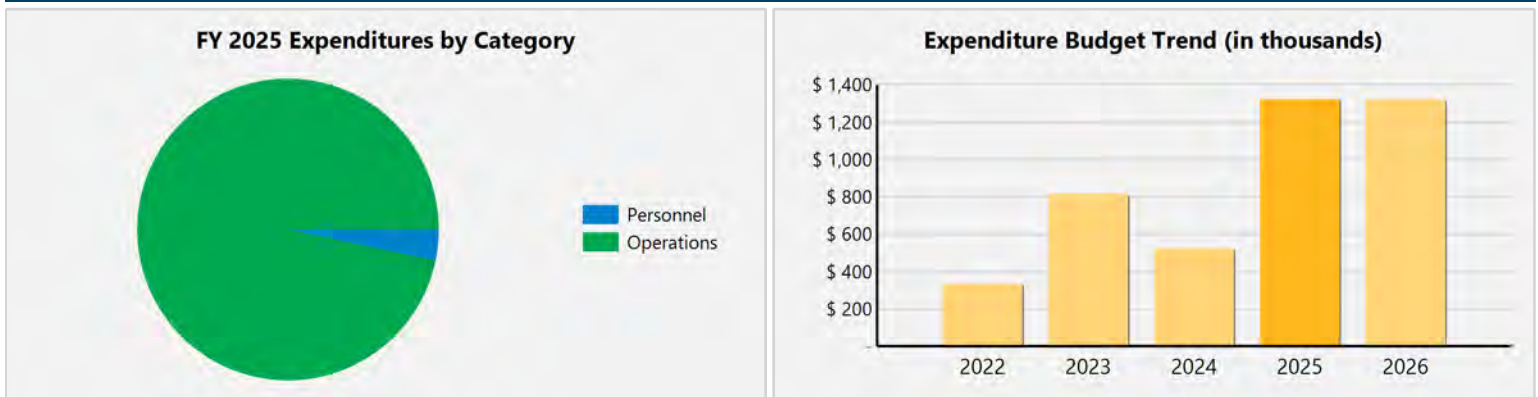 FY 2025 Expenditures by Category
Personnel
Operations
Expenditure Budget Trend (in thousands)
$ 1,400
$ 1,200
$ 1,000
$ 800
$ 600
$ 400
$ 200
-
2022 2023 2024 2025 2026